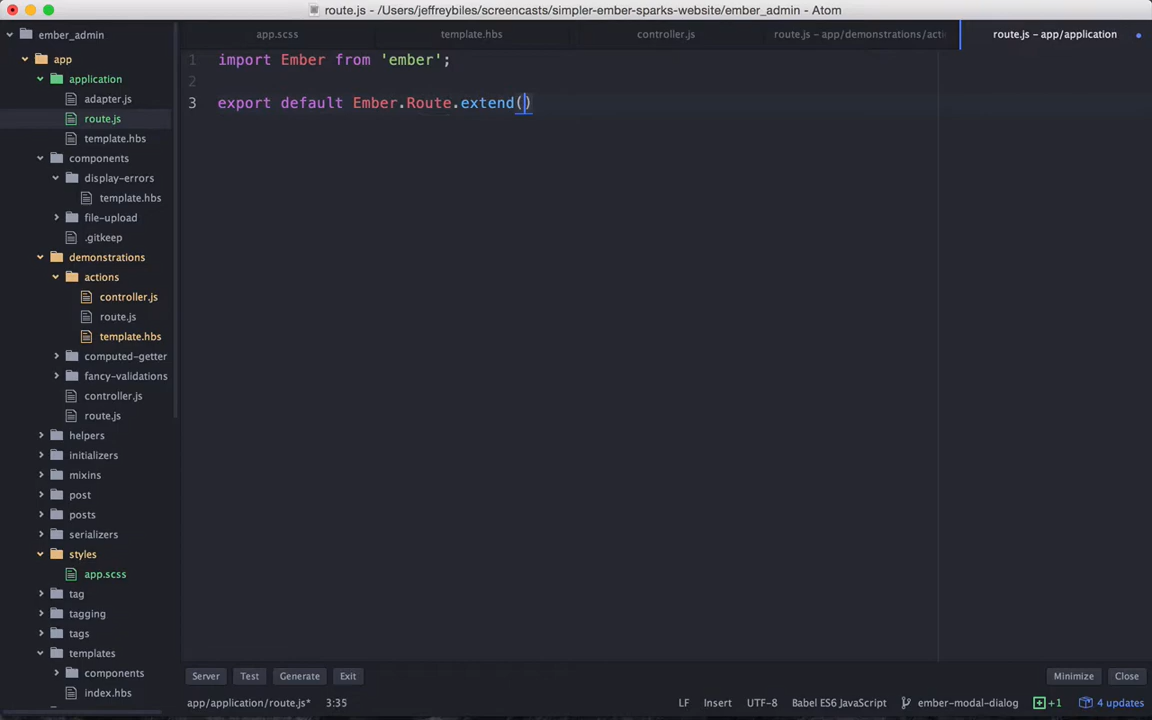 route.js - /Users/jeffreybiles/screencasts/simpler-ember-sparks-website/ember_admin - Atom
ember_admin
app
application
adapter.js
route.js
template.hbs
components
display-errors
template.hbs
file-upload
.gitkeep
demonstrations
actions
controller.js
route.js
template.hbs
computed-getter
fancy-validations
controller.js
route.js
helpers
initializers
mixins
post
posts
serializers
styles
app.scss
tag
tagging
tags
templates
components
index.hbs
app.scss
template.hbs
controller.js
route.js - app/demonstrations/acti
route.js - app/application
1 import Ember from 'ember';
2
3 export default Ember.Route.extend()
Server Test Generate Exit Minimize Close
app/application/route.js* 3:35 LF Insert UTF-8 Babel ES6 JavaScript ember-modal-dialog +1 4 updates